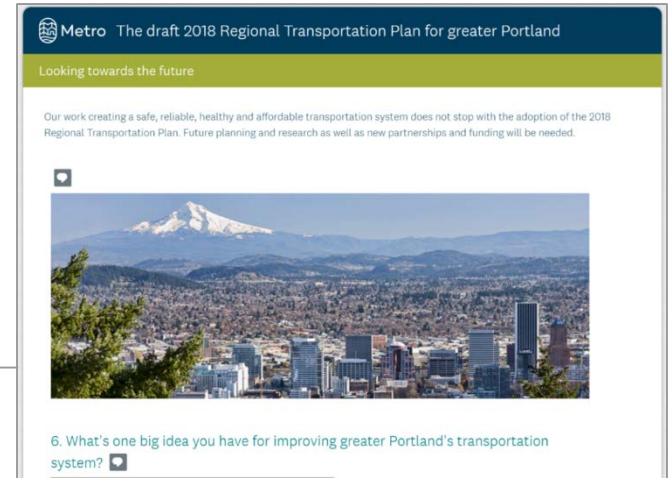 Metro The draft 2018 Regional Transportation Plan for greater Portland
Looking towards the future
Our work creating a safe, reliable, healthy and affordable transportation system does not stop with the adoption of the 2018
Regional Transportation Plan. Future planning and research as well as new partnerships and funding will be needed.
6. What's one big idea you have for improving greater Portland's transportation
system?